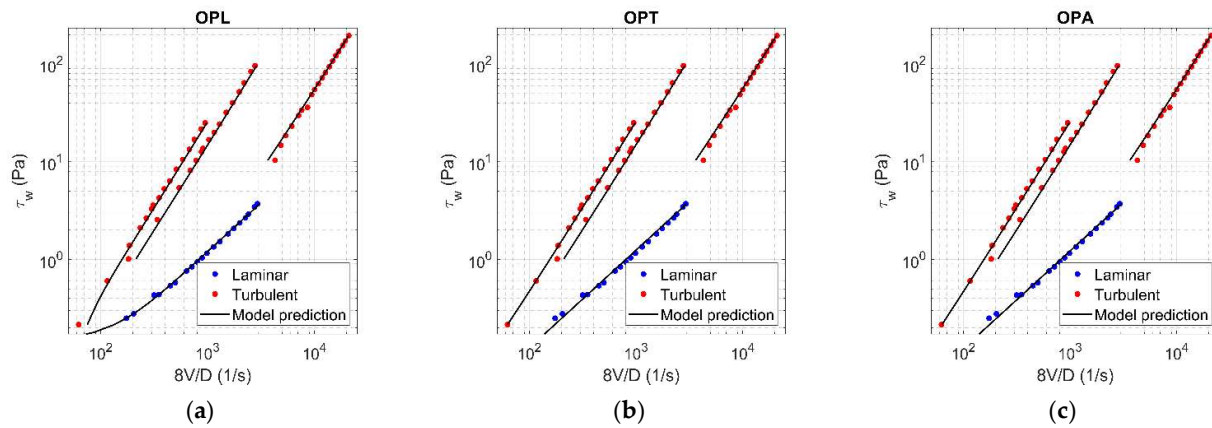 OPL
OPT
OPA
τw (Pa)
10²
10¹
10⁰
Laminar
Turbulent
Model prediction
10² 10³ 10⁴
8V/D (1/s)
τw (Pa)
10²
10¹
10⁰
Laminar
Turbulent
Model prediction
10² 10³ 10⁴
8V/D (1/s)
τw (Pa)
10²
10¹
10⁰
Laminar
Turbulent
Model prediction
10² 10³ 10⁴
8V/D (1/s)
(a)
(b)
(c)